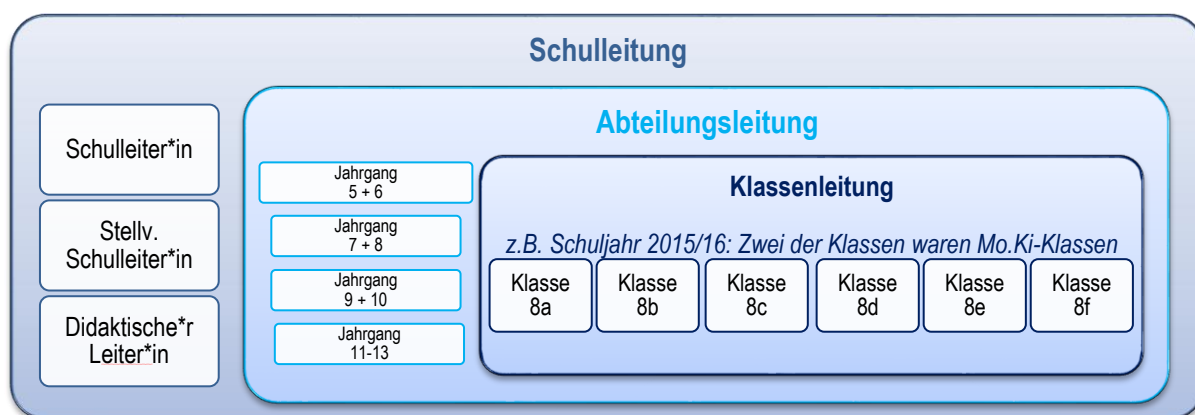 Schulleitung
Schulleiter*in
Stellv.
Schulleiter*in
Didaktische*r
Leiter*in
Abteilungsleitung
Jahrgang
5 + 6
Jahrgang
7 + 8
Jahrgang
9 + 10
Jahrgang
11-13
Klassenleitung
z.B. Schuljahr 2015/16: Zwei der Klassen waren Mo.Ki-Klassen
Klasse
8a
Klasse
8b
Klasse
8c
Klasse
8d
Klasse
8e
Klasse
8f